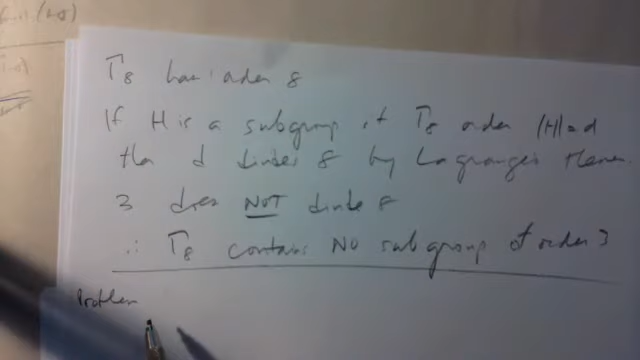 T8 has order 8
If H is a subgroup of T8 order |H|=d
then d divides 8 by Lagranges Theorem
3 does NOT divide 8
∴ T8 contains NO subgroup of order 3
Problem